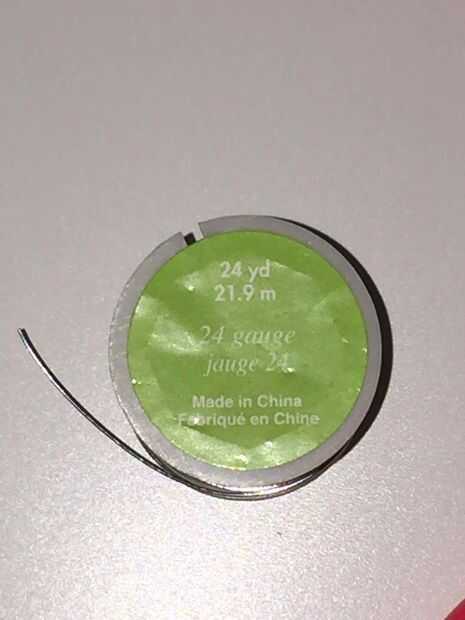 24 yd
21.9 m
24 gauge
jauge 24
Made in China
Fabriqué en Chine